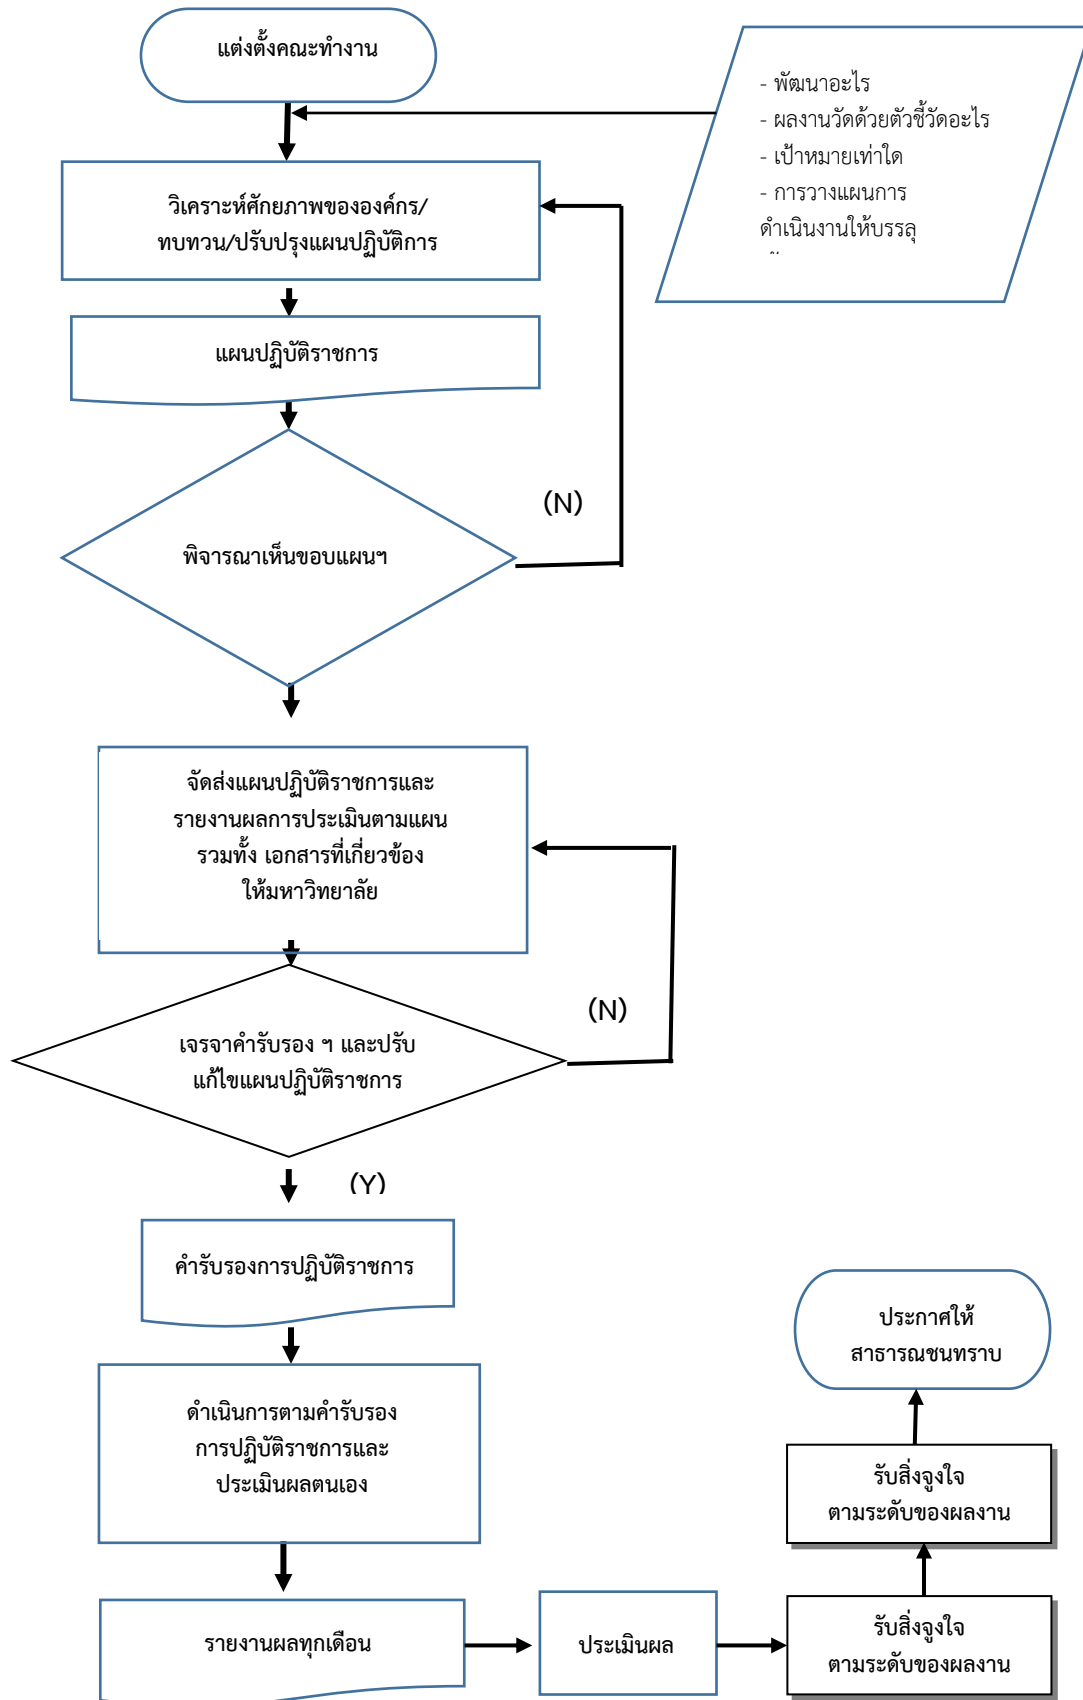 แต่งตั้งคณะทำงาน
- พัฒนาอะไร
- ผลงานวัดด้วยตัวชี้วัดอะไร
- เป้าหมายเท่าใด
- การวางแผนการ
ดำเนินงานให้บรรลุ
วิเคราะห์ศักยภาพขององค์กร/
ทบทวน/ปรับปรุงแผนปฏิบัติการ
แผนปฏิบัติราชการ
(N)
พิจารณาเห็นขอบแผนฯ
จัดส่งแผนปฏิบัติราชการและ
รายงานผลการประเมินตามแผน
รวมทั้ง เอกสารที่เกี่ยวข้อง
ให้มหาวิทยาลัย
(N)
เจรจาคำรับรอง ฯ และปรับ
แก้ไขแผนปฏิบัติราชการ
(Y)
คำรับรองการปฏิบัติราชการ
ดำเนินการตามคำรับรอง
การปฏิบัติราชการและ
ประเมินผลตนเอง
รายงานผลทุกเดือน
ประเมินผล
รับสิ่งจูงใจ
ตามระดับของผลงาน
รับสิ่งจูงใจ
ตามระดับของผลงาน
ประกาศให้
สาธารณชนทราบ